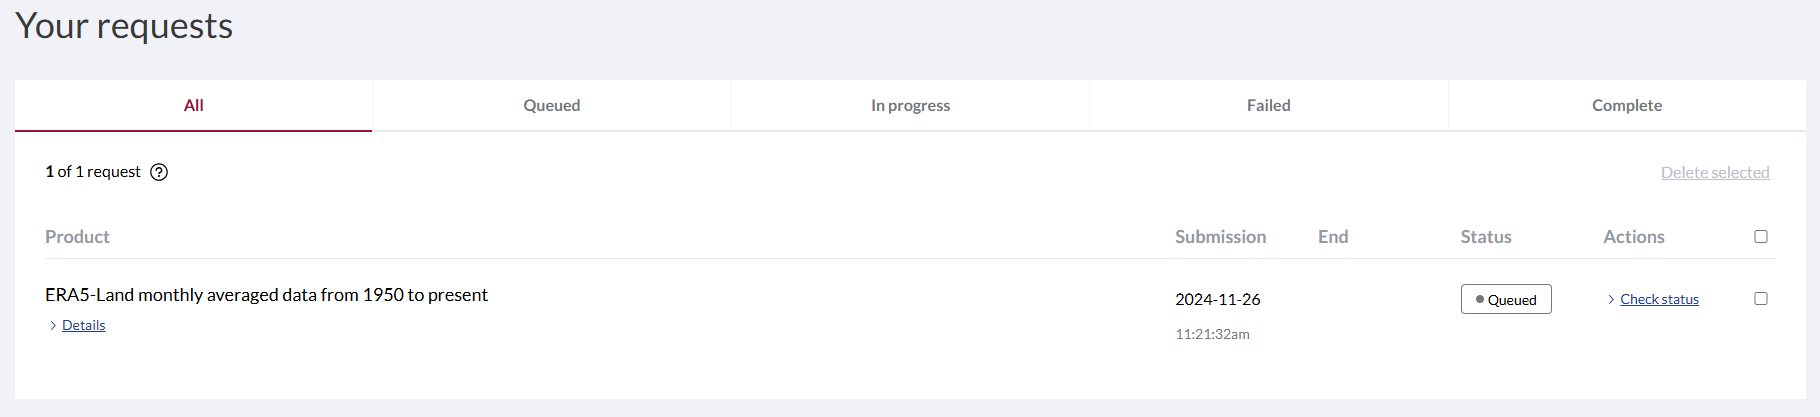 Your requests
All Queued In progress Failed Complete
1 of 1 request ?
Delete selected
Product Submission End Status Actions
ERA5-Land monthly averaged data from 1950 to present 2024-11-26 Queued Check status
Details 11:21:32am